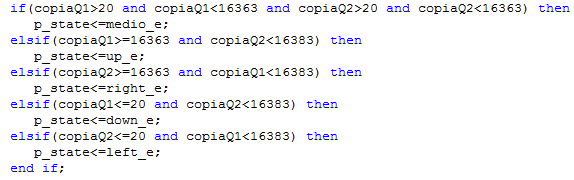 if(copiaQ1>20 and copiaQ1<16363 and copiaQ2>20 and copiaQ2<16363) then
p_state<=medio_e;
elsif(copiaQ1>=16363 and copiaQ2<16383) then
p_state<=up_e;
elsif(copiaQ2>=16363 and copiaQ1<16383) then
p_state<=right_e;
elsif(copiaQ1<=20 and copiaQ2<16383) then
p_state<=down_e;
elsif(copiaQ2<=20 and copiaQ1<16383) then
p_state<=left_e;
end if;